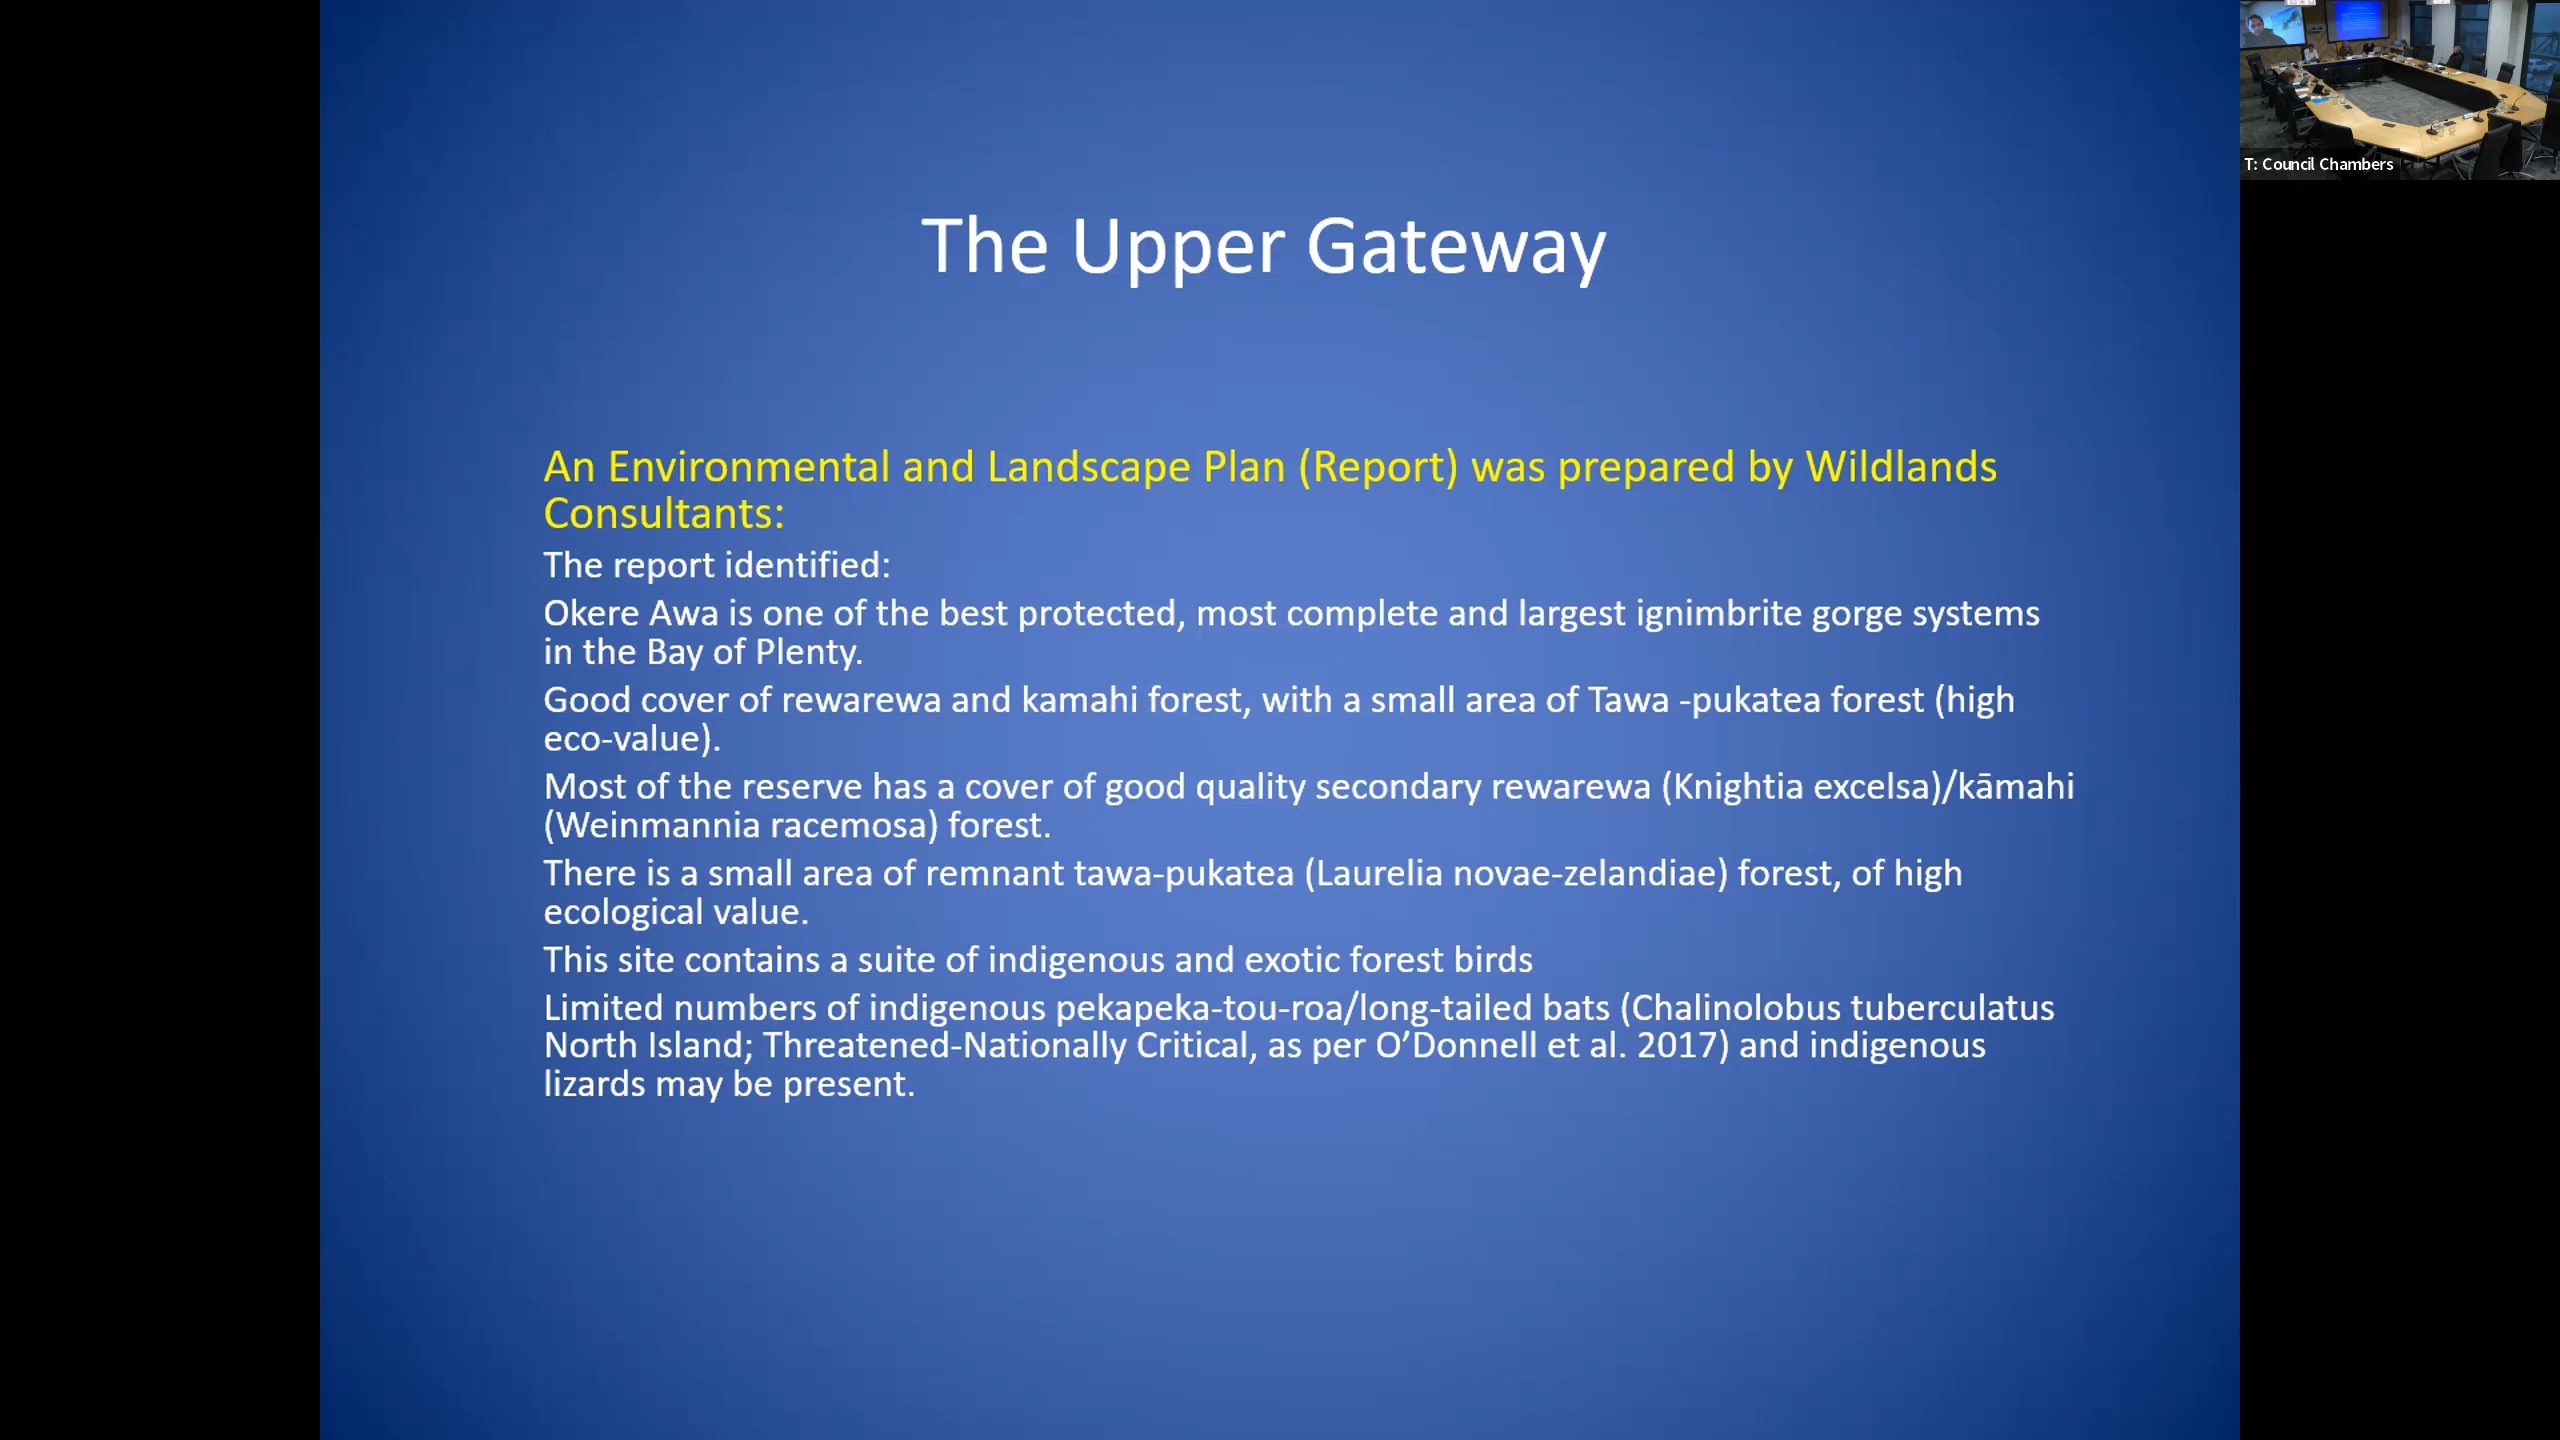 The Upper Gateway
An Environmental and Landscape Plan (Report) was prepared by Wildlands
Consultants:
The report identified:
Okere Awa is one of the best protected, most complete and largest ignimbrite gorge systems
in the Bay of Plenty.
Good cover of rewarewa and kamahi forest, with a small area of Tawa -pukatea forest (high
eco-value).
Most of the reserve has a cover of good quality secondary rewarewa (Knightia excelsa)/kāmahi
(Weinmannia racemosa) forest.
There is a small area of remnant tawa-pukatea (Laurelia novae-zelandiae) forest, of high
ecological value.
This site contains a suite of indigenous and exotic forest birds
Limited numbers of indigenous pekapeka-tou-roa/long-tailed bats (Chalinolobus tuberculatus
North Island; Threatened-Nationally Critical, as per O’Donnell et al. 2017) and indigenous
lizards may be present.
T: Council Chambers